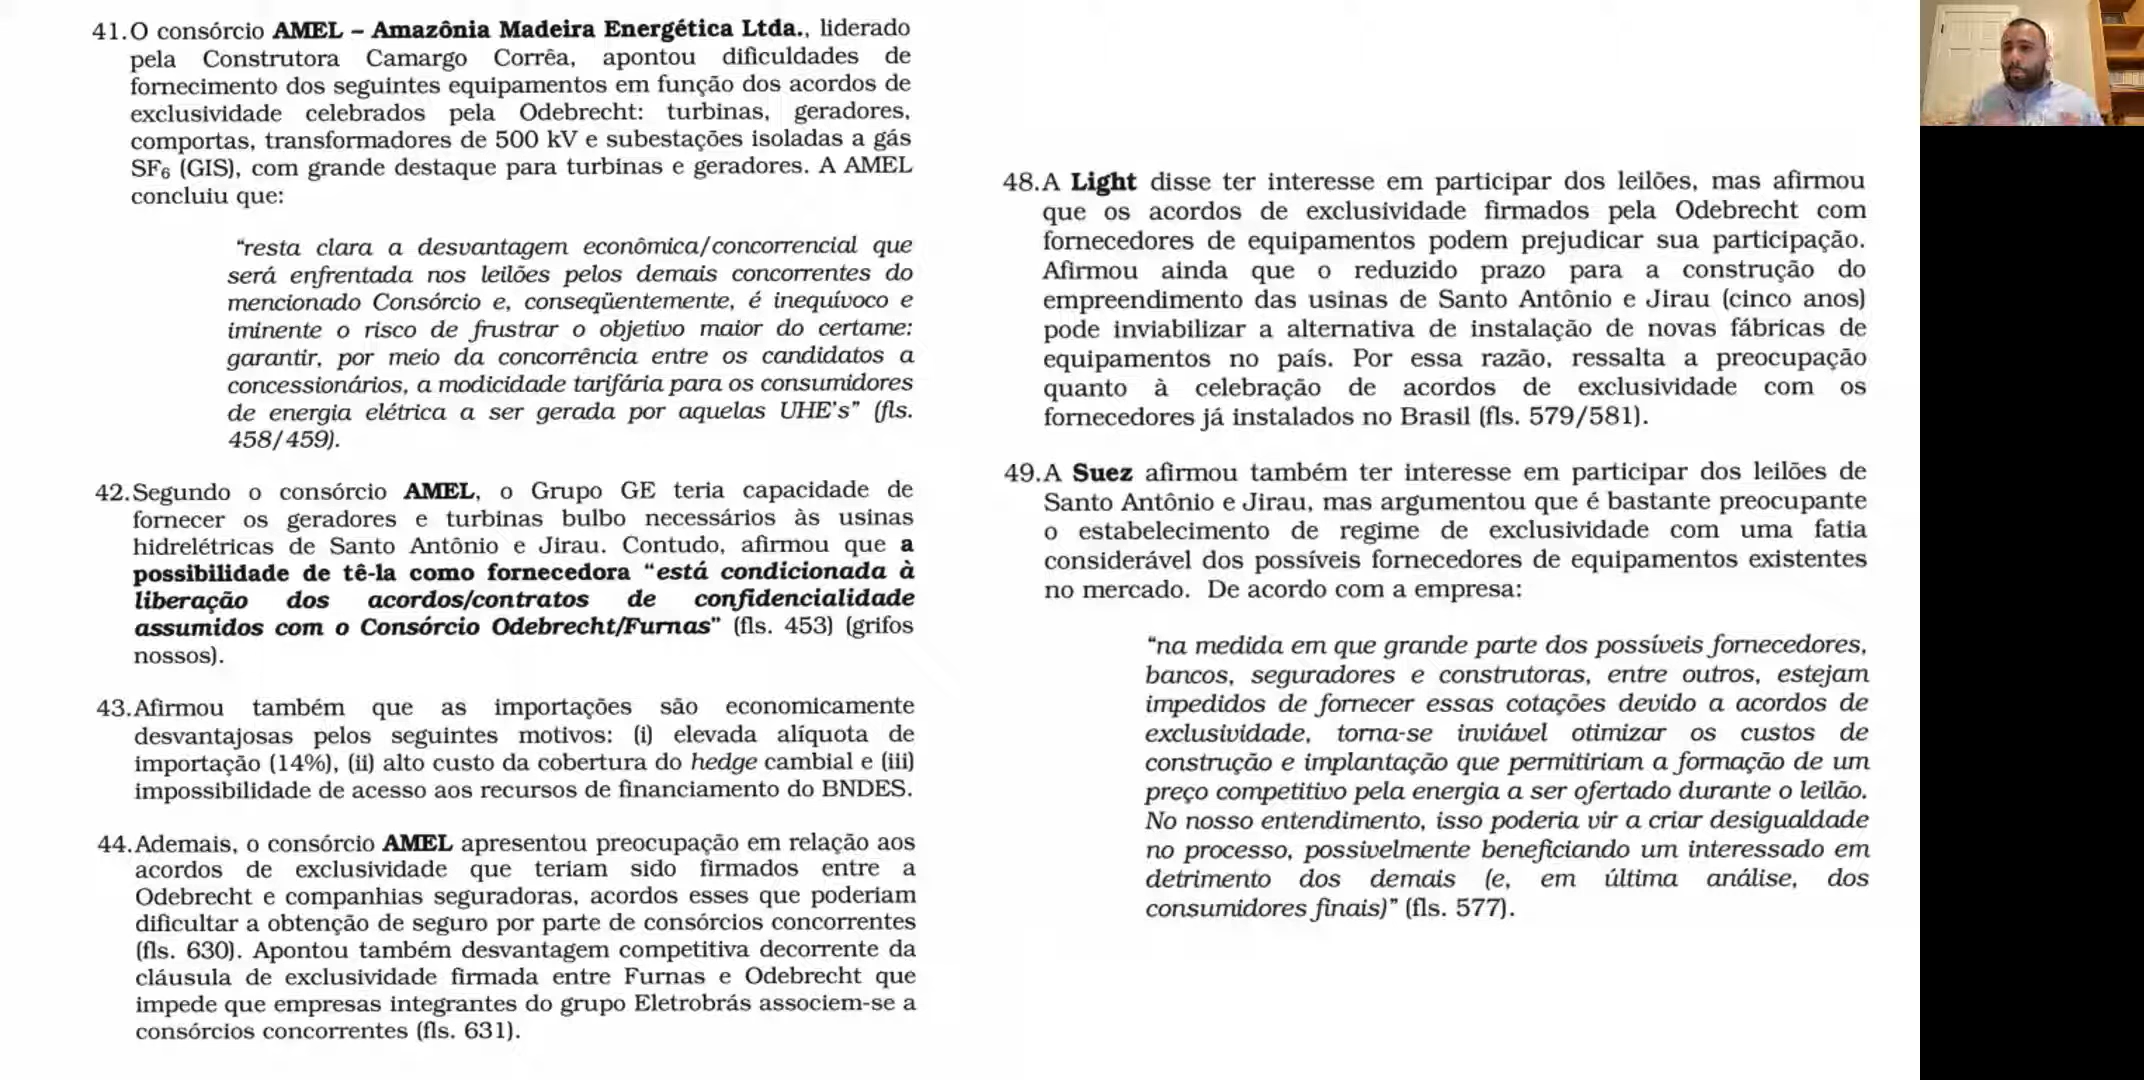 41.O consórcio AMEL – Amazônia Madeira Energética Ltda., liderado
pela Construtora Camargo Corrêa, apontou dificuldades de
fornecimento dos seguintes equipamentos em função dos acordos de
exclusividade celebrados pela Odebrecht: turbinas, geradores,
comportas, transformadores de 500 kV e subestações isoladas a gás
SF6 (GIS), com grande destaque para turbinas e geradores. A AMEL
concluiu que:
“resta clara a desvantagem econômica/concorrencial que
será enfrentada nos leilões pelos demais concorrentes do
mencionado Consórcio e, conseqüentemente, é inequívoco e
iminente o risco de frustrar o objetivo maior do certame:
garantir, por meio da concorrência entre os candidatos a
concessionários, a modicidade tarifária para os consumidores
de energia elétrica a ser gerada por aquelas UHE's” (fls.
458/459).
42.Segundo o consórcio AMEL, o Grupo GE teria capacidade de
fornecer os geradores e turbinas bulbo necessários às usinas
hidrelétricas de Santo Antônio e Jirau. Contudo, afirmou que a
possibilidade de tê-la como fornecedora “está condicionada à
liberação dos acordos/contratos de confidencialidade
assumidos com o Consórcio Odebrecht/Furnas” (fls. 453) (grifos
nossos).
43.Afirmou também que as importações são economicamente
desvantajosas pelos seguintes motivos: (i) elevada alíquota de
importação (14%), (ii) alto custo da cobertura do hedge cambial e (iii)
impossibilidade de acesso aos recursos de financiamento do BNDES.
44.Ademais, o consórcio AMEL apresentou preocupação em relação aos
acordos de exclusividade que teriam sido firmados entre a
Odebrecht e companhias seguradoras, acordos esses que poderiam
dificultar a obtenção de seguro por parte de consórcios concorrentes
(fls. 630). Apontou também desvantagem competitiva decorrente da
cláusula de exclusividade firmada entre Furnas e Odebrecht que
impede que empresas integrantes do grupo Eletrobrás associem-se a
consórcios concorrentes (fls. 631).
48.A Light disse ter interesse em participar dos leilões, mas afirmou
que os acordos de exclusividade firmados pela Odebrecht com
fornecedores de equipamentos podem prejudicar sua participação.
Afirmou ainda que o reduzido prazo para a construção do
empreendimento das usinas de Santo Antônio e Jirau (cinco anos)
pode inviabilizar a alternativa de instalação de novas fábricas de
equipamentos no país. Por essa razão, ressalta a preocupação
quanto à celebração de acordos de exclusividade com os
fornecedores já instalados no Brasil (fls. 579/581).
49.A Suez afirmou também ter interesse em participar dos leilões de
Santo Antônio e Jirau, mas argumentou que é bastante preocupante
o estabelecimento de regime de exclusividade com uma fatia
considerável dos possíveis fornecedores de equipamentos existentes
no mercado. De acordo com a empresa:
“na medida em que grande parte dos possíveis fornecedores,
bancos, seguradores e construtoras, entre outros, estejam
impedidos de fornecer essas cotações devido a acordos de
exclusividade, torna-se inviável otimizar os custos de
construção e implantação que permitiriam a formação de um
preço competitivo pela energia a ser ofertado durante o leilão.
No nosso entendimento, isso poderia vir a criar desigualdade
no processo, possivelmente beneficiando um interessado em
detrimento dos demais (e, em última análise, dos
consumidores finais)” (fls. 577).